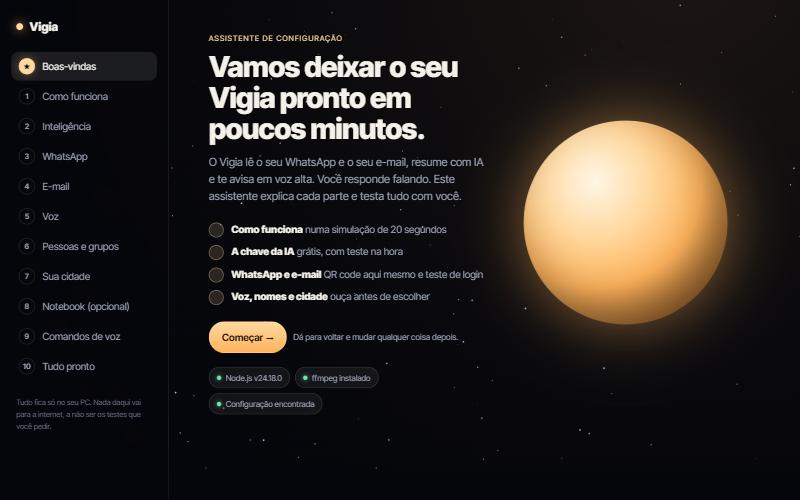 Vigia
★ Boas-vindas
1 Como funciona
2 Inteligência
3 WhatsApp
4 E-mail
5 Voz
6 Pessoas e grupos
7 Sua cidade
8 Notebook (opcional)
9 Comandos de voz
10 Tudo pronto
Tudo fica só no seu PC. Nada daqui vai
para a internet, a não ser os testes que
você pedir.
ASSISTENTE DE CONFIGURAÇÃO
Vamos deixar o seu
Vigia pronto em
poucos minutos.
O Vigia lê o seu WhatsApp e o seu e-mail, resume com IA
e te avisa em voz alta. Você responde falando. Este
assistente explica cada parte e testa tudo com você.
Como funciona numa simulação de 20 segundos
A chave da IA grátis, com teste na hora
WhatsApp e e-mail QR code aqui mesmo e teste de login
Voz, nomes e cidade ouça antes de escolher
Começar → Dá para voltar e mudar qualquer coisa depois.
Node.js v24.18.0 ffmpeg instalado
Configuração encontrada